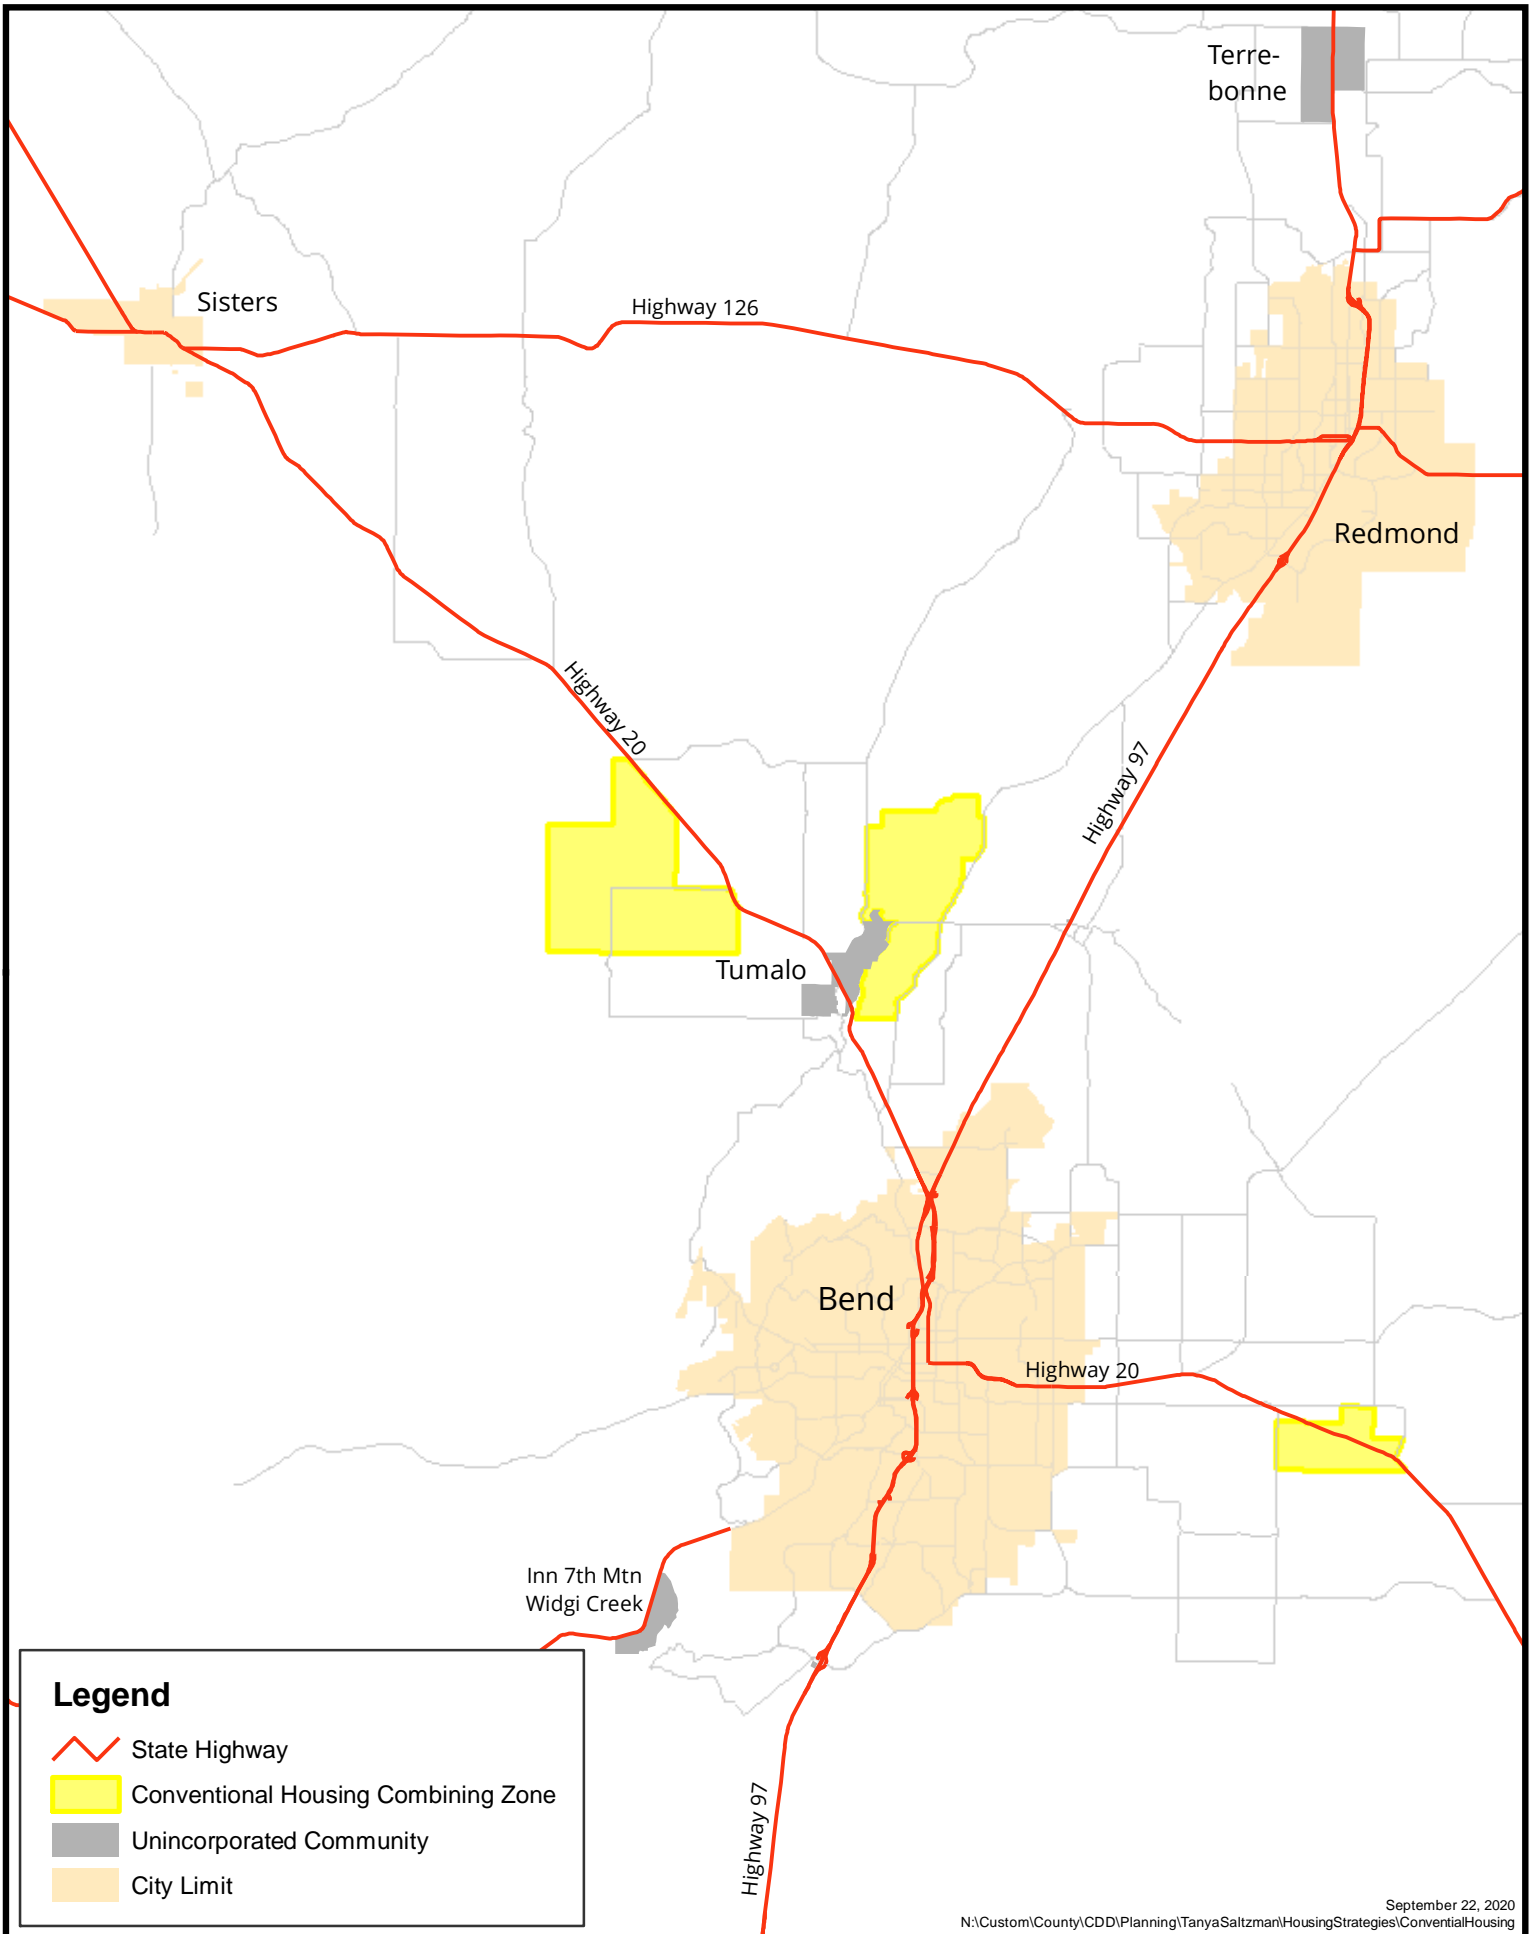 Terre-
bonne
Sisters
Highway 126
Redmond
Highway 20
Highway 97
Tumalo
Bend
Highway 20
Inn 7th Mtn
Widgi Creek
Highway 97
Legend
State Highway
Conventional Housing Combining Zone
Unincorporated Community
City Limit
September 22, 2020
N:\Custom\County\CDD\Planning\TanyaSaltzman\HousingStrategies\ConventialHousing